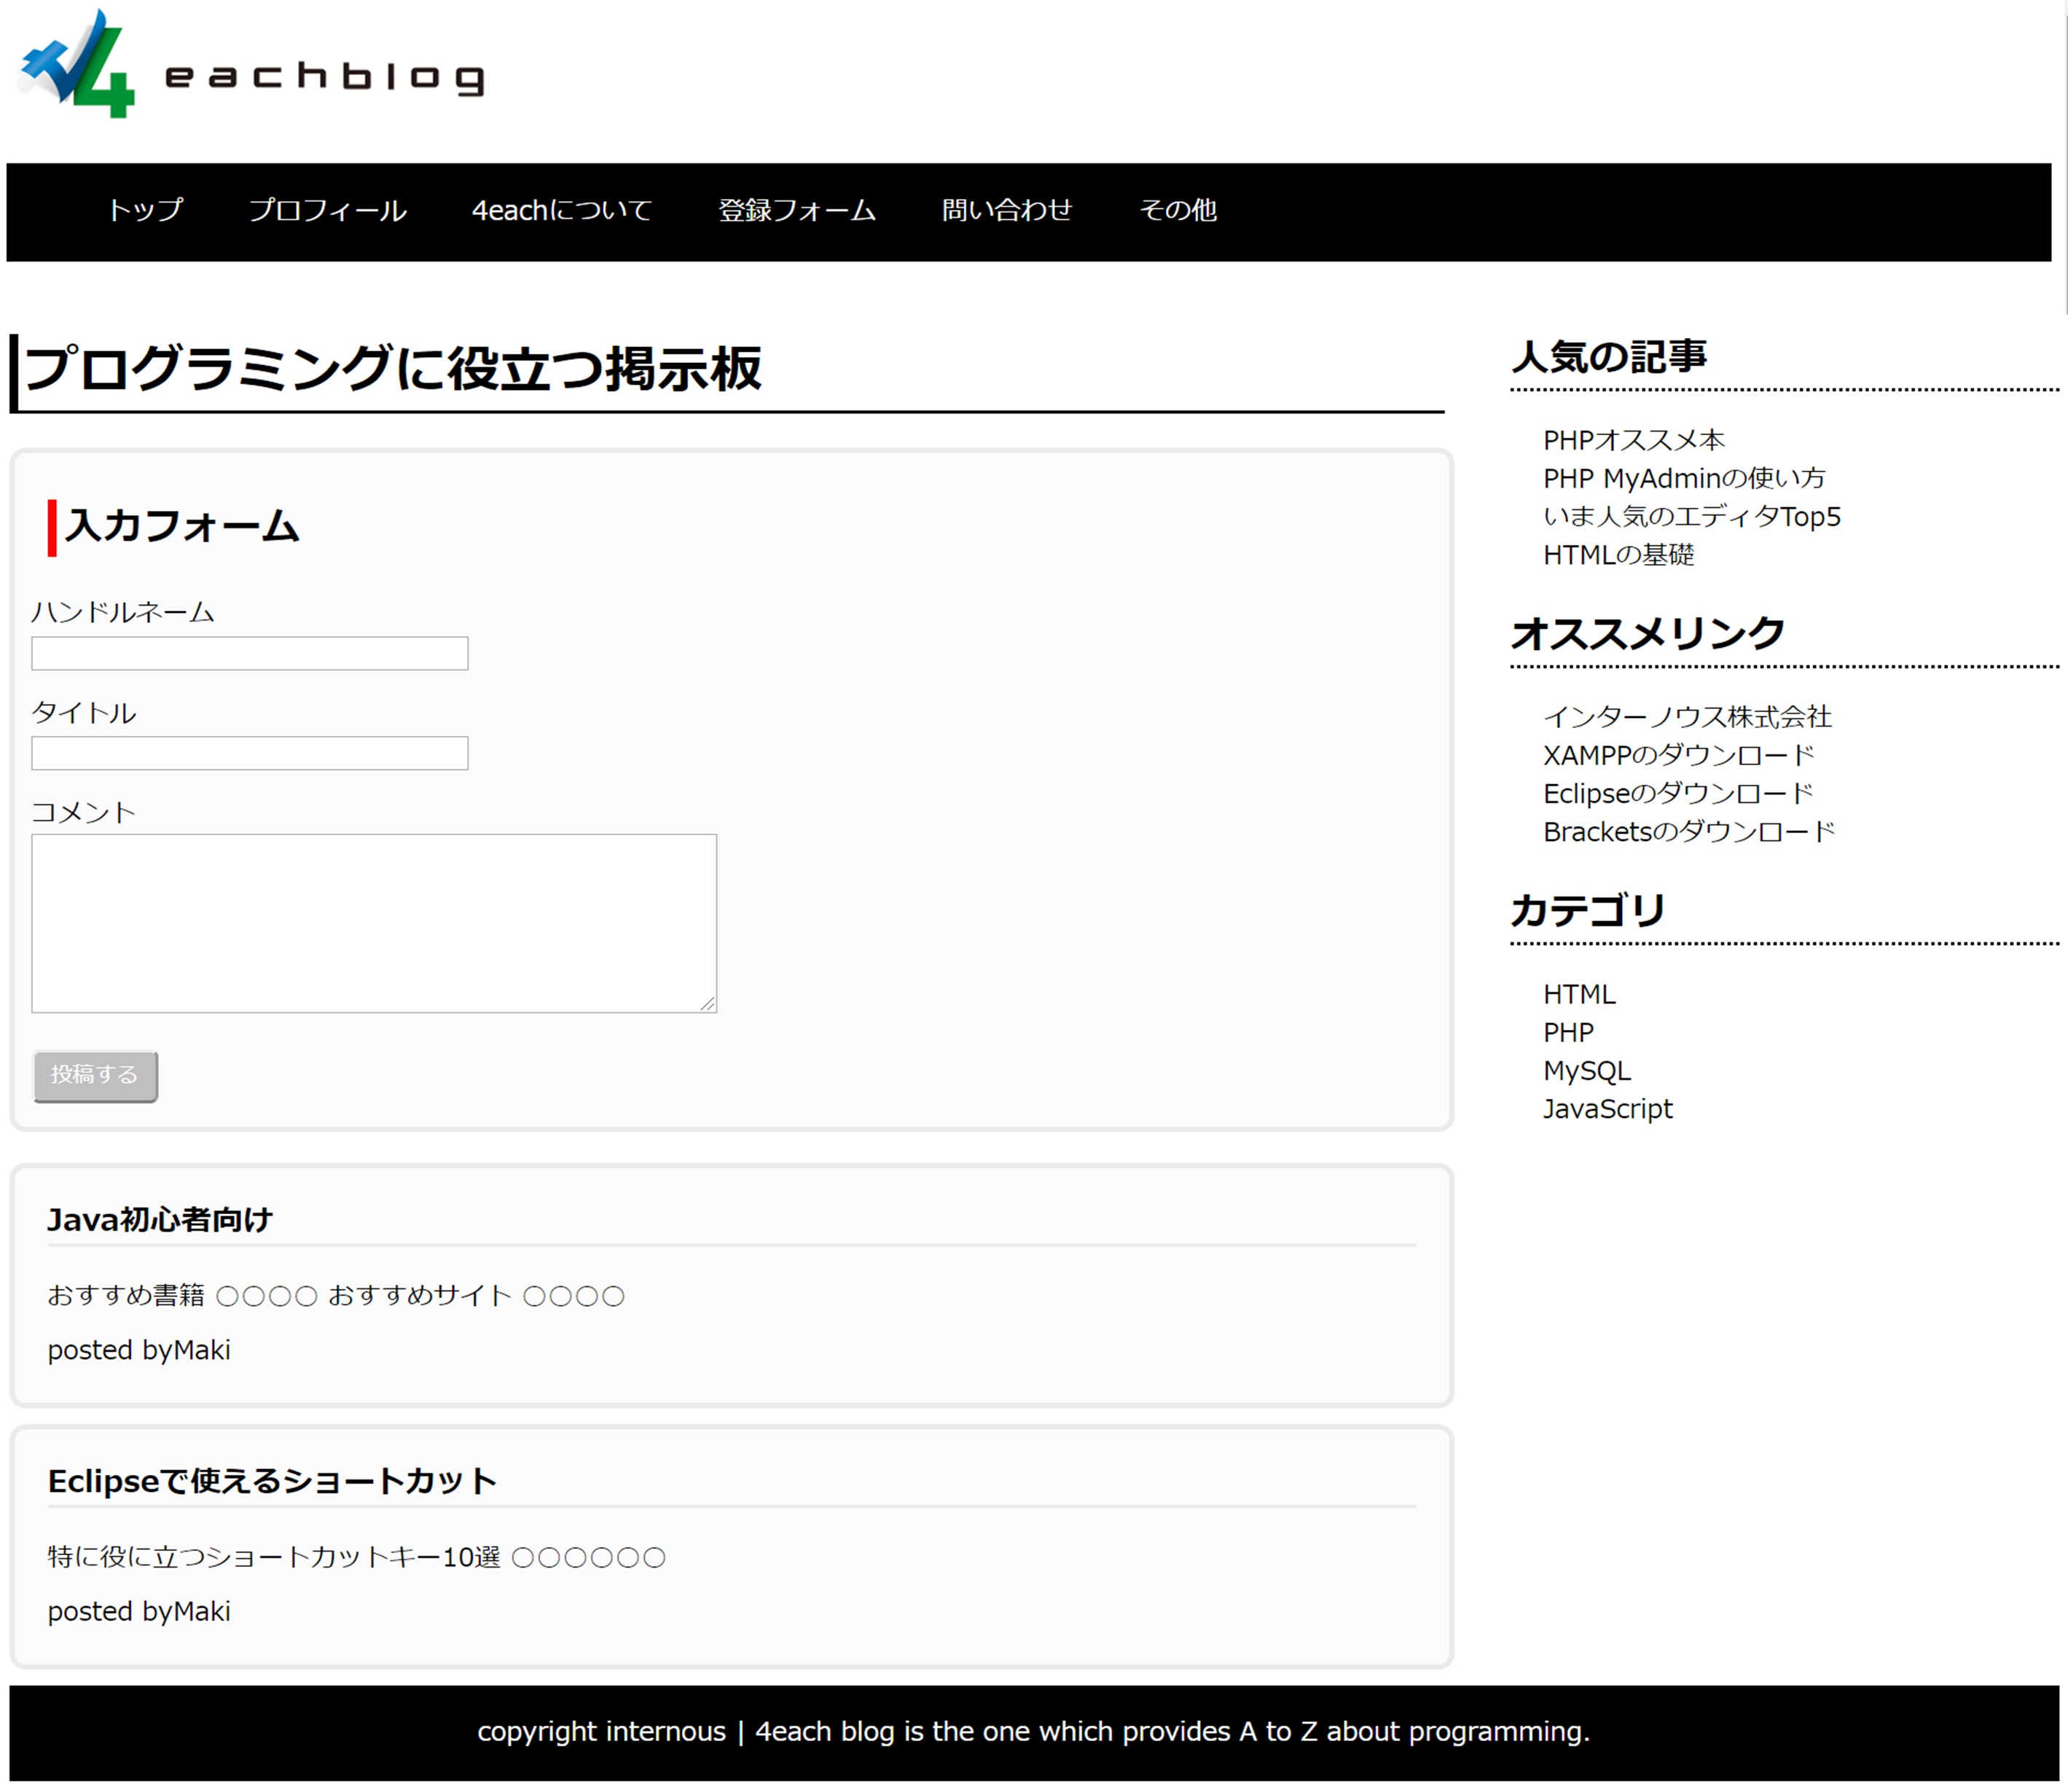 4 eachblog
トップ プロフィール 4eachについて 登録フォーム 問い合わせ その他
プログラミングに役立つ掲示板
入力フォーム
ハンドルネーム
タイトル
コメント
投稿する
Java初心者向け
おすすめ書籍 ○○○○ おすすめサイト ○○○○
posted byMaki
Eclipseで使えるショートカット
特に役に立つショートカットキー10選 ○○○○○○
posted byMaki
人気の記事
PHPオススメ本
PHP MyAdminの使い方
いま人気のエディタTop5
HTMLの基礎
オススメリンク
インターノウス株式会社
XAMPPのダウンロード
Eclipseのダウンロード
Bracketsのダウンロード
カテゴリ
HTML
PHP
MySQL
JavaScript
copyright internous | 4each blog is the one which provides A to Z about programming.